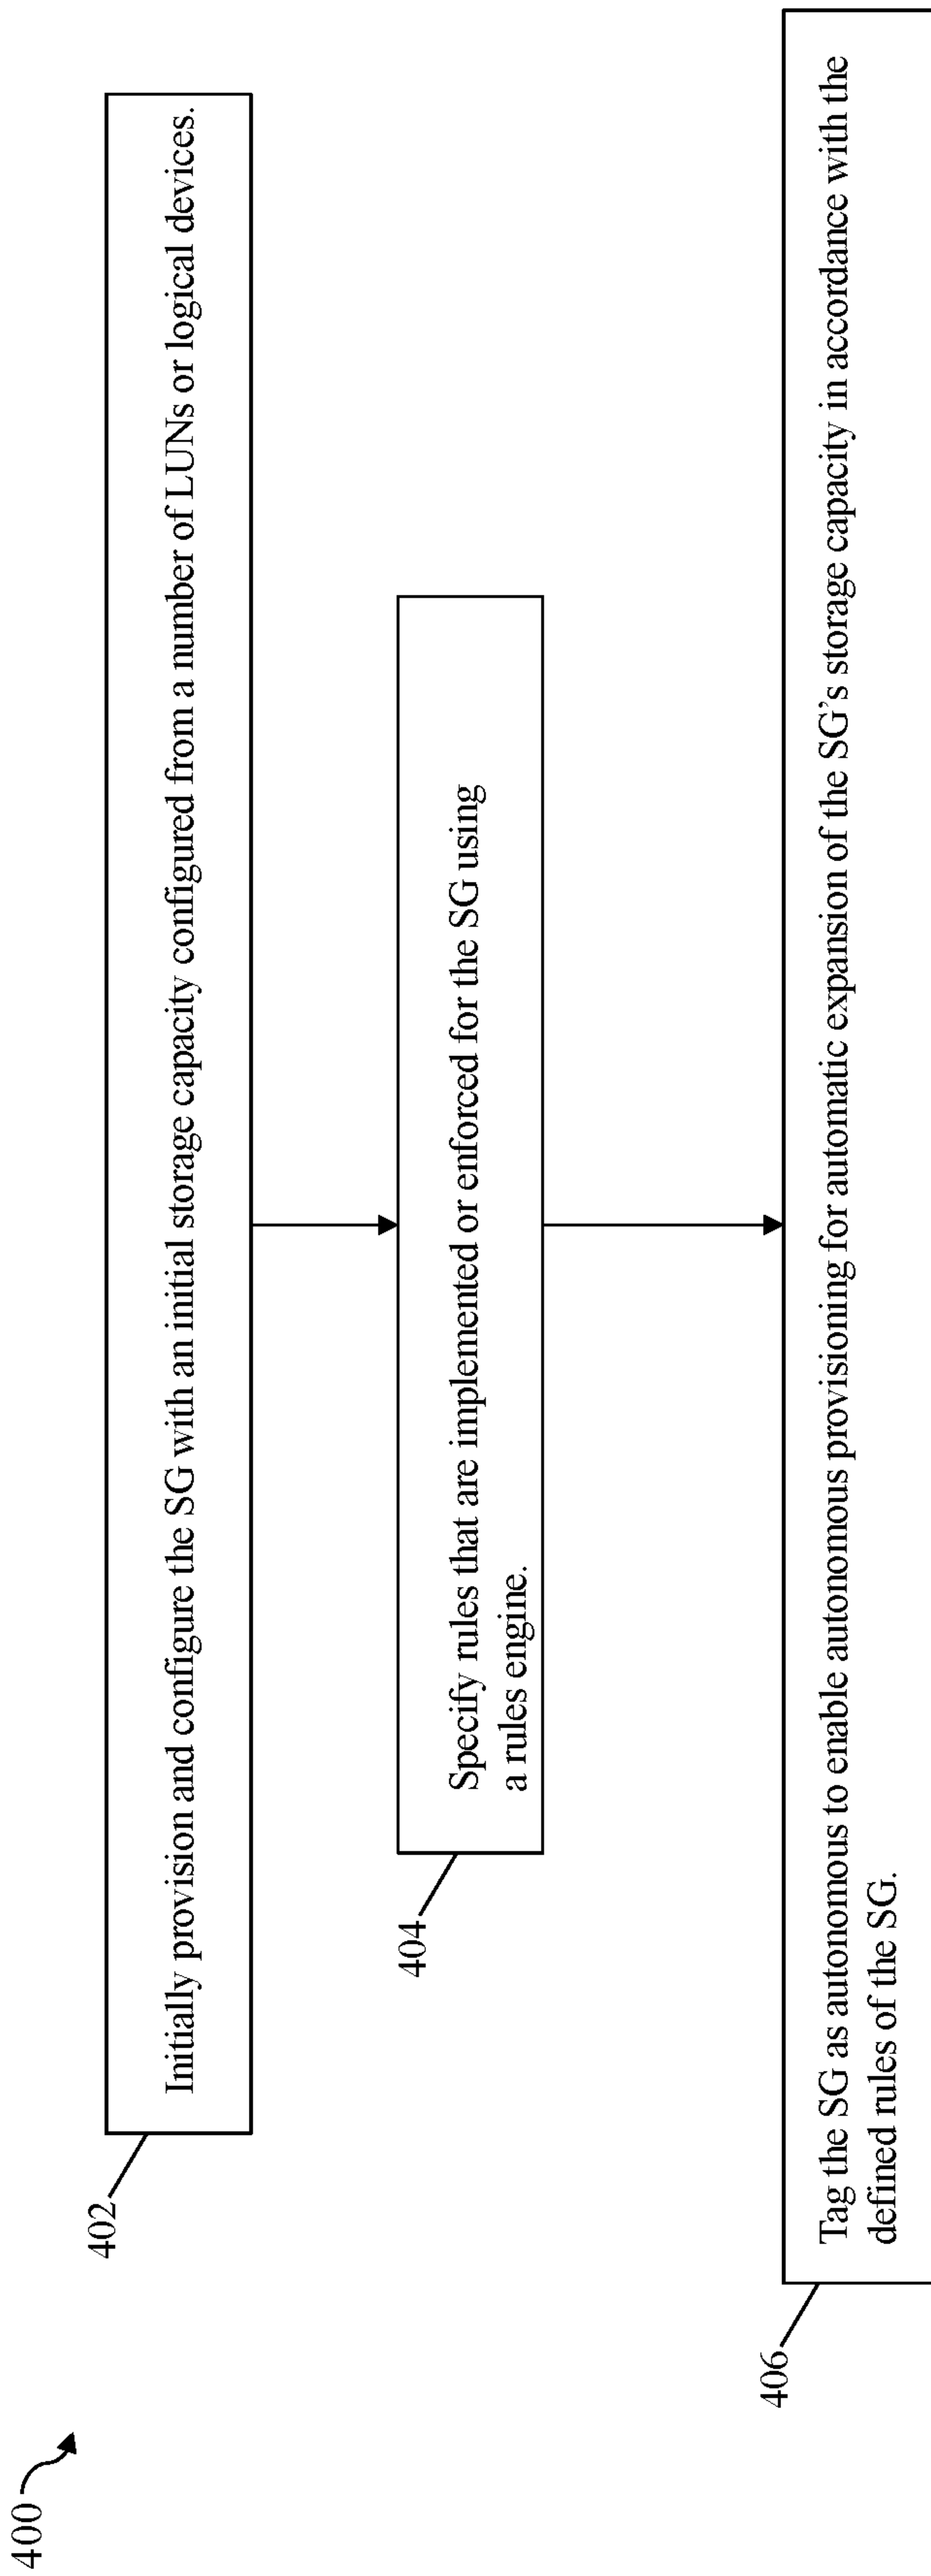 400
402
Initially provision and configure the SG with an initial storage capacity configured from a number of LUNs or logical devices.
404
Specify rules that are implemented or enforced for the SG using
a rules engine.
406
Tag the SG as autonomous to enable autonomous provisioning for automatic expansion of the SG's storage capacity in accordance with the
defined rules of the SG.